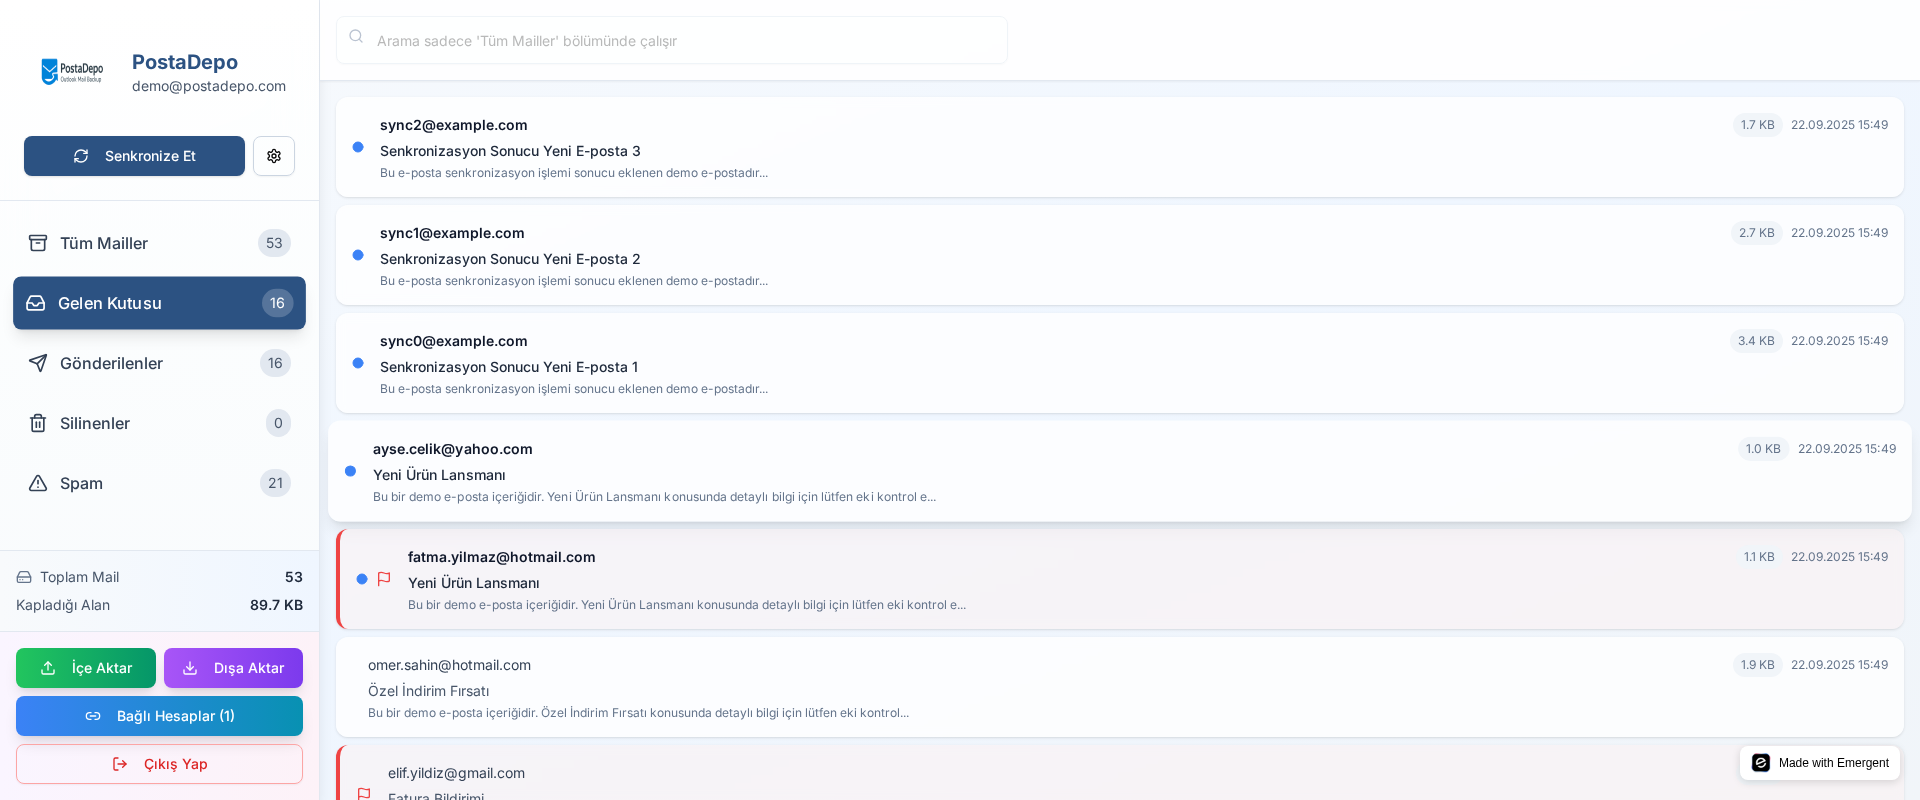 PostaDepo
Outlook Mail Backup
PostaDepo
demo@postadepo.com
Senkronize Et
Tüm Mailler 53
Gelen Kutusu 16
Gönderilenler 16
Silinenler 0
Spam 21
Toplam Mail 53
Kapladığı Alan 89.7 KB
İçe Aktar
Dışa Aktar
Bağlı Hesaplar (1)
Çıkış Yap
Arama sadece 'Tüm Mailler' bölümünde çalışır
sync2@example.com 1.7 KB 22.09.2025 15:49
Senkronizasyon Sonucu Yeni E-posta 3
Bu e-posta senkronizasyon işlemi sonucu eklenen demo e-postadır...
sync1@example.com 2.7 KB 22.09.2025 15:49
Senkronizasyon Sonucu Yeni E-posta 2
Bu e-posta senkronizasyon işlemi sonucu eklenen demo e-postadır...
sync0@example.com 3.4 KB 22.09.2025 15:49
Senkronizasyon Sonucu Yeni E-posta 1
Bu e-posta senkronizasyon işlemi sonucu eklenen demo e-postadır...
ayse.celik@yahoo.com 1.0 KB 22.09.2025 15:49
Yeni Ürün Lansmanı
Bu bir demo e-posta içeriğidir. Yeni Ürün Lansmanı konusunda detaylı bilgi için lütfen eki kontrol e...
fatma.yilmaz@hotmail.com 1.1 KB 22.09.2025 15:49
Yeni Ürün Lansmanı
Bu bir demo e-posta içeriğidir. Yeni Ürün Lansmanı konusunda detaylı bilgi için lütfen eki kontrol e...
omer.sahin@hotmail.com 1.9 KB 22.09.2025 15:49
Özel İndirim Fırsatı
Bu bir demo e-posta içeriğidir. Özel İndirim Fırsatı konusunda detaylı bilgi için lütfen eki kontrol...
elif.yildiz@gmail.com
Fatura Bildirimi
Made with Emergent